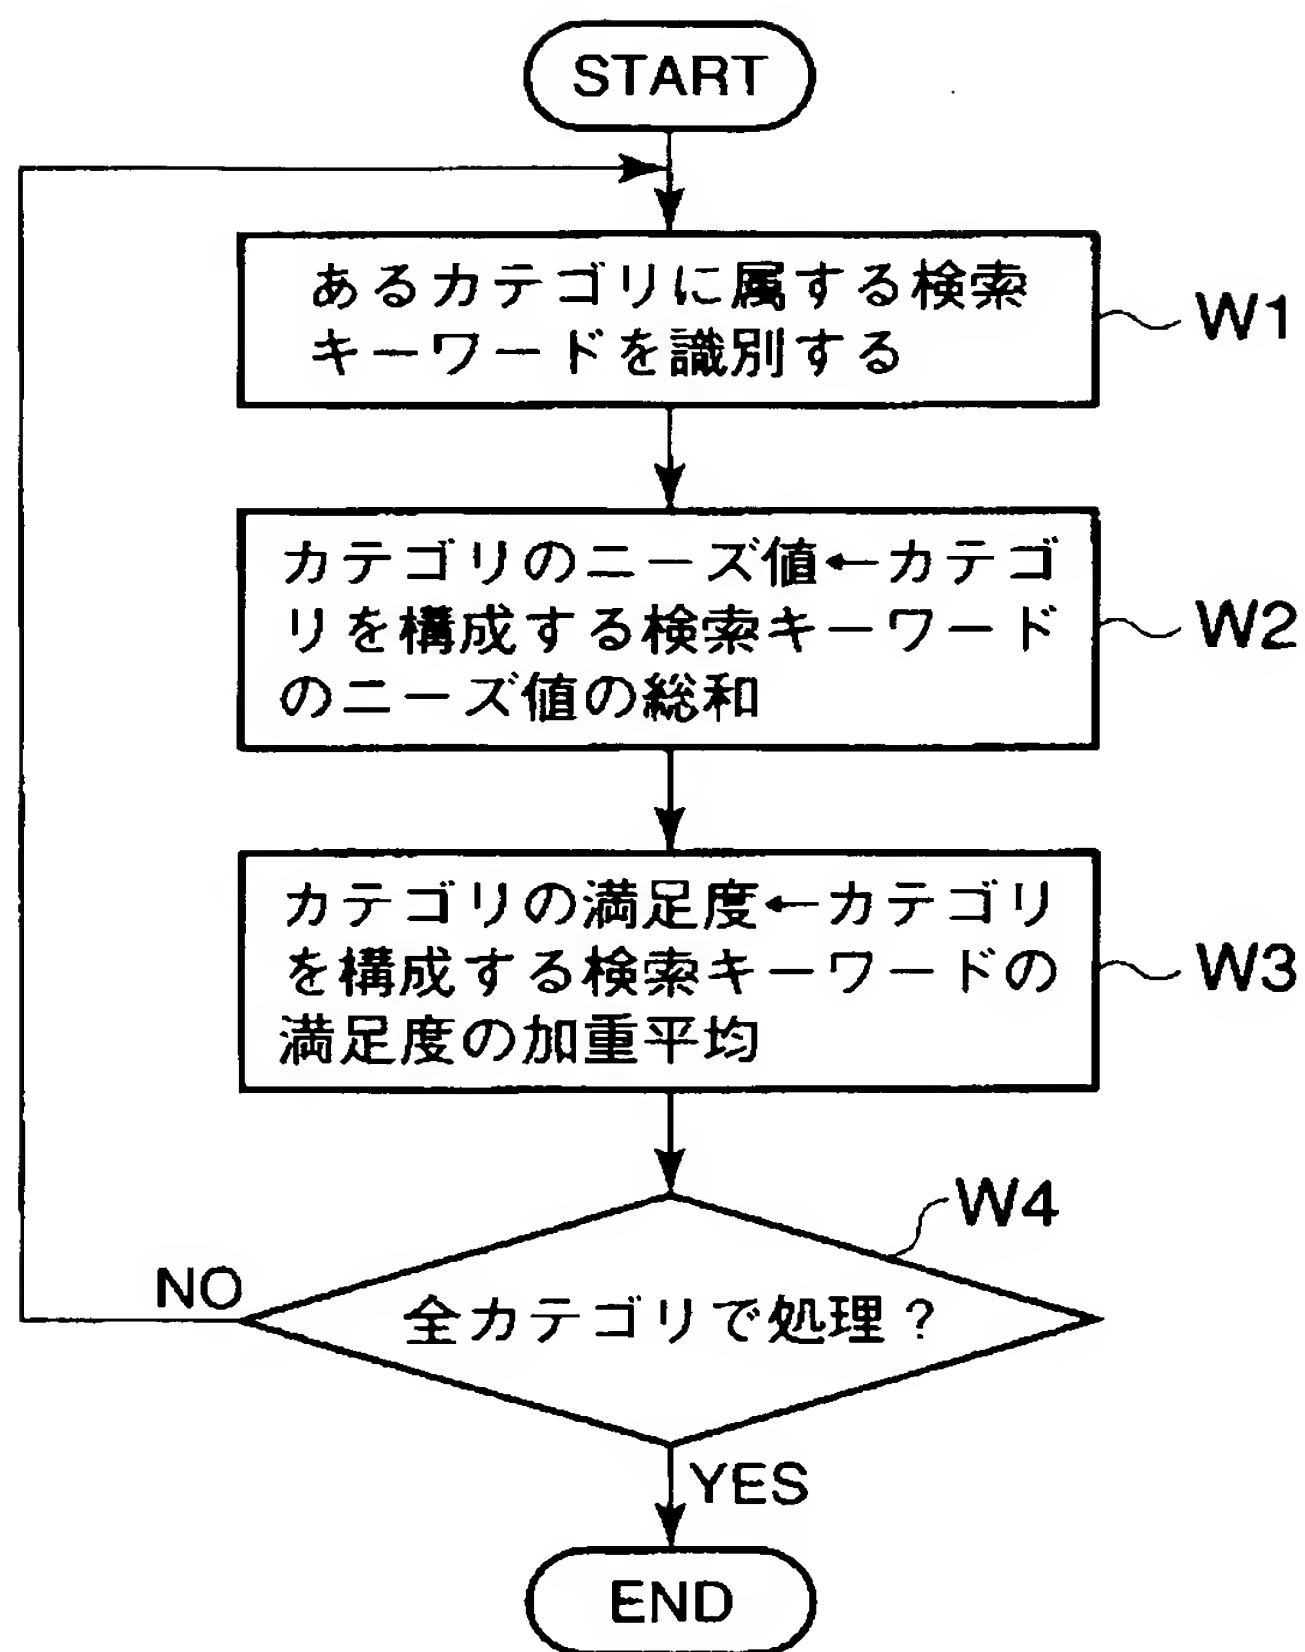 START
あるカテゴリに属する検索
キーワードを識別する
W1
カテゴリのニーズ値←カテゴ
リを構成する検索キーワード
のニーズ値の総和
W2
カテゴリの満足度←カテゴリ
を構成する検索キーワードの
満足度の加重平均
W3
W4
NO
全カテゴリで処理？
YES
END